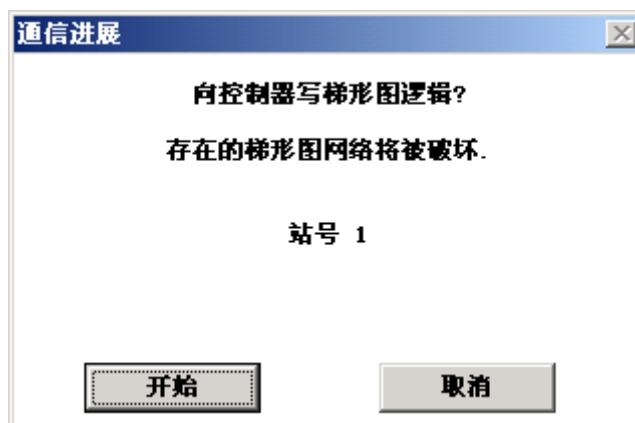 通信进展
向控制器写梯形图逻辑?
存在的梯形图网络将被破坏.
站号 1
开始
取消